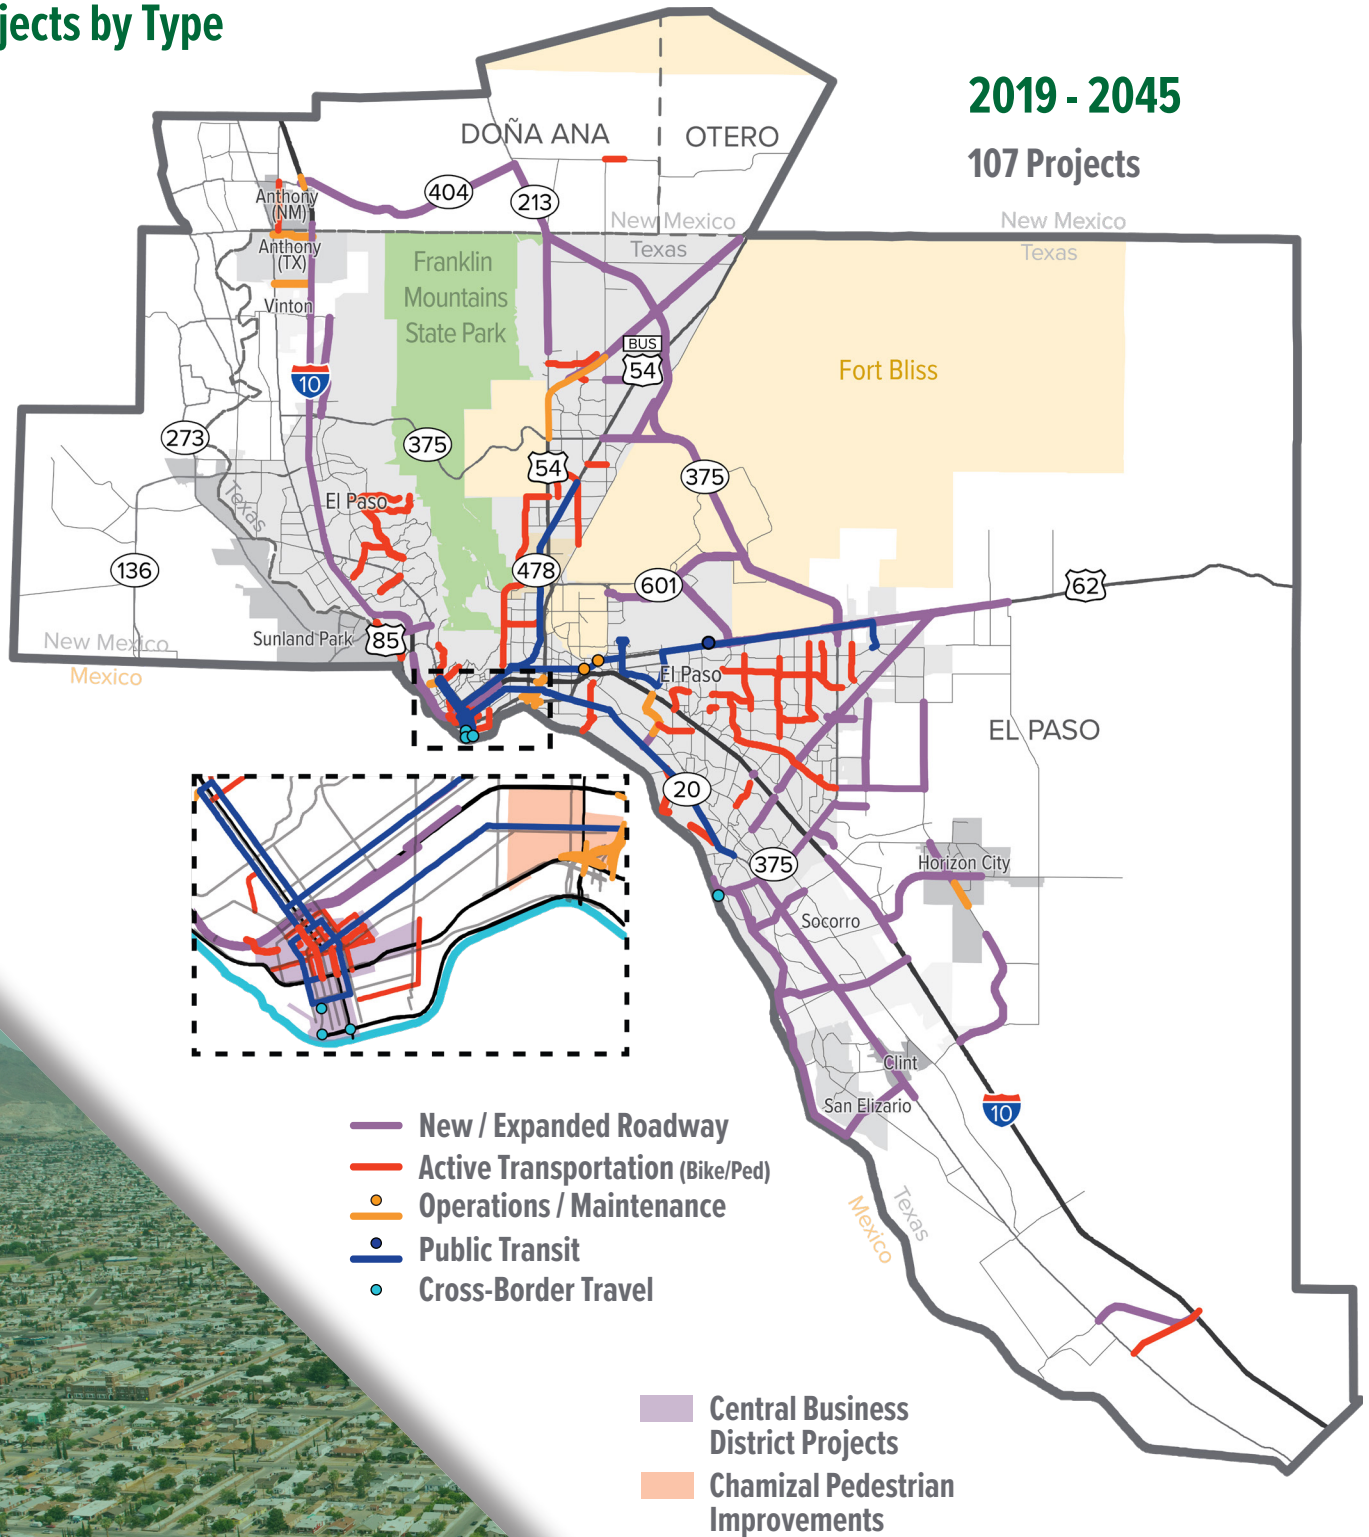 jects by Type
2019 - 2045
107 Projects
DOÑA ANA
OTERO
404
213
New Mexico
Texas
New Mexico
Texas
Anthony
(NM)
Anthony
(TX)
Vinton
Franklin
Mountains
State Park
BUS
54
Fort Bliss
10
273
375
54
375
El Paso
Texas
136
478
601
62
New Mexico
Mexico
Sunland Park
85
El Paso
EL PASO
20
375
Horizon City
Socorro
Clint
San Elizario
10
Texas
Mexico
New / Expanded Roadway
Active Transportation (Bike/Ped)
Operations / Maintenance
Public Transit
Cross-Border Travel
Central Business
District Projects
Chamizal Pedestrian
Improvements